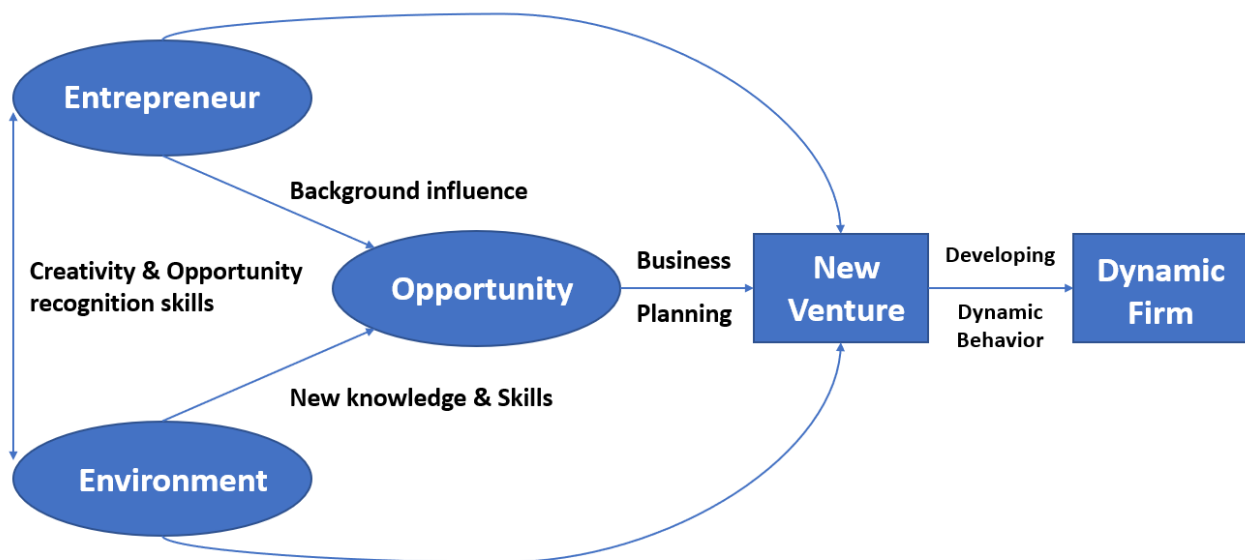 Entrepreneur
Background influence
Creativity & Opportunity
recognition skills
Opportunity
Business
Planning
New
Venture
Developing
Dynamic
Behavior
Dynamic
Firm
New knowledge & Skills
Environment